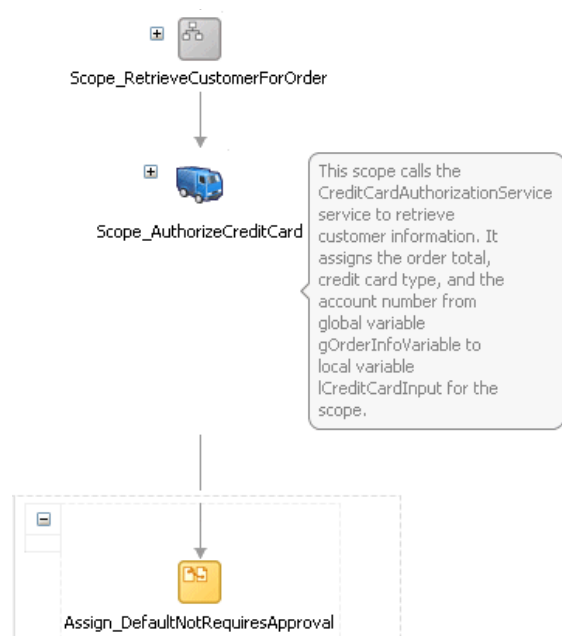 Scope_RetrieveCustomerForOrder
Scope_AuthorizeCreditCard
This scope calls the
CreditCardAuthorizationService
service to retrieve
customer information. It
assigns the order total,
credit card type, and the
account number from
global variable
gOrderInfoVariable to
local variable
lCreditCardInput for the
scope.
Assign_DefaultNotRequiresApproval